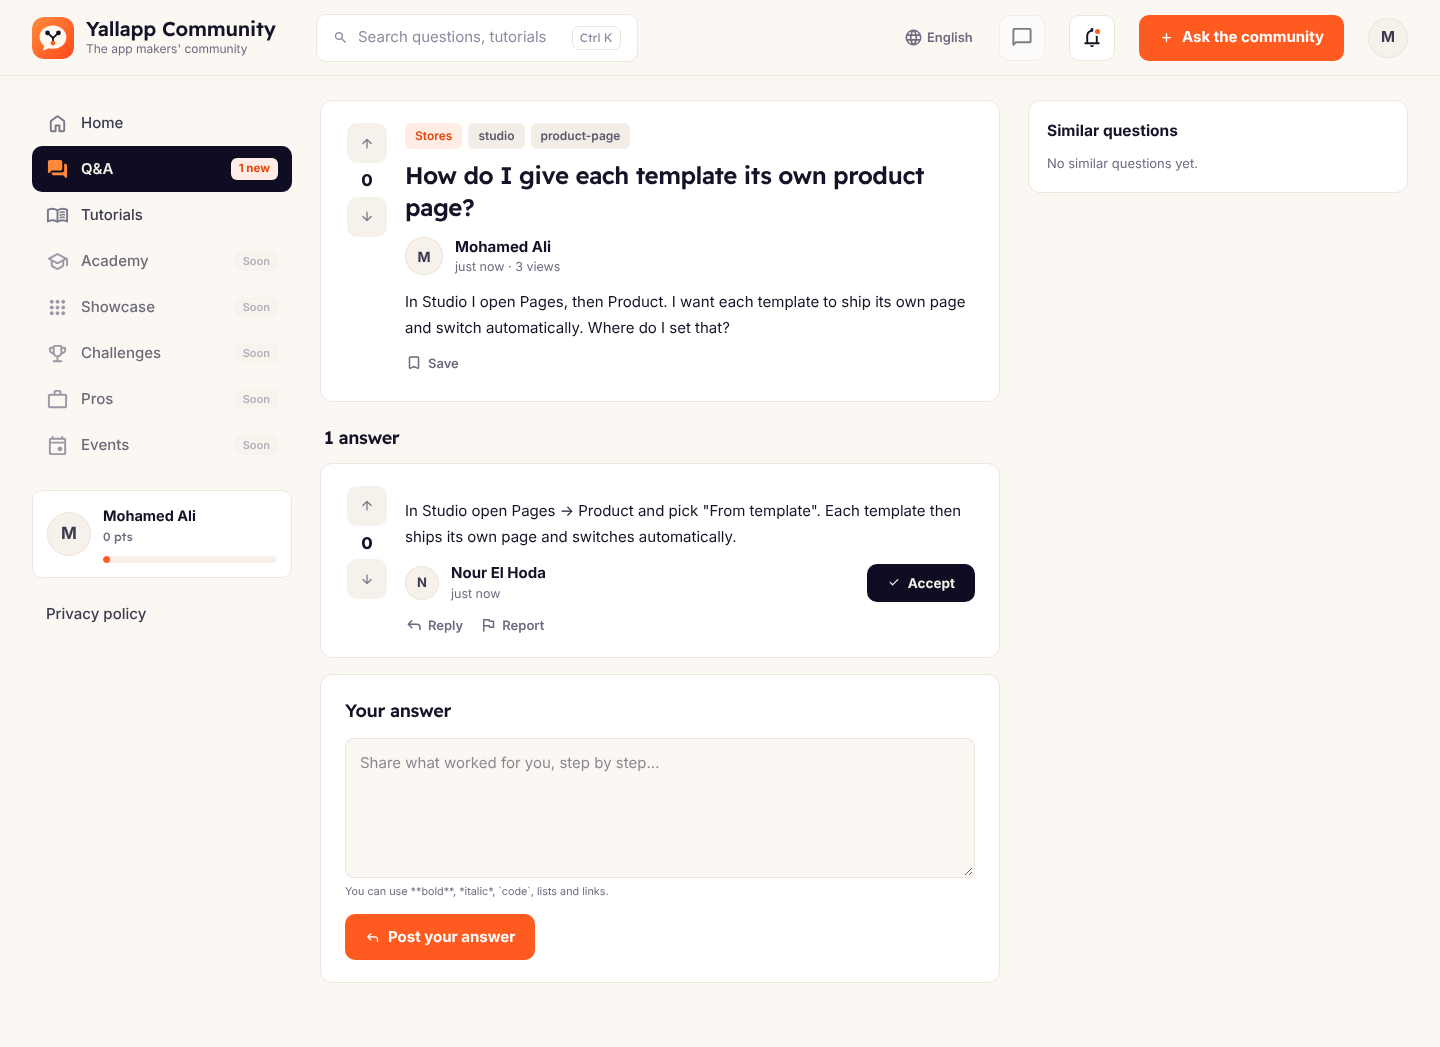 Yallapp Community
The app makers' community
Search questions, tutorials
Ctrl K
English
Ask the community
M
Home
Q&A
1 new
Tutorials
Academy
Soon
Showcase
Soon
Challenges
Soon
Pros
Soon
Events
Soon
M
Mohamed Ali
0 pts
Privacy policy
Stores
studio
product-page
0
How do I give each template its own product
page?
M
Mohamed Ali
just now · 3 views
In Studio I open Pages, then Product. I want each template to ship its own page
and switch automatically. Where do I set that?
Save
1 answer
0
In Studio open Pages → Product and pick "From template". Each template then
ships its own page and switches automatically.
N
Nour El Hoda
just now
Accept
Reply
Report
Your answer
Share what worked for you, step by step...
You can use **bold**, *italic*, `code`, lists and links.
Post your answer
Similar questions
No similar questions yet.